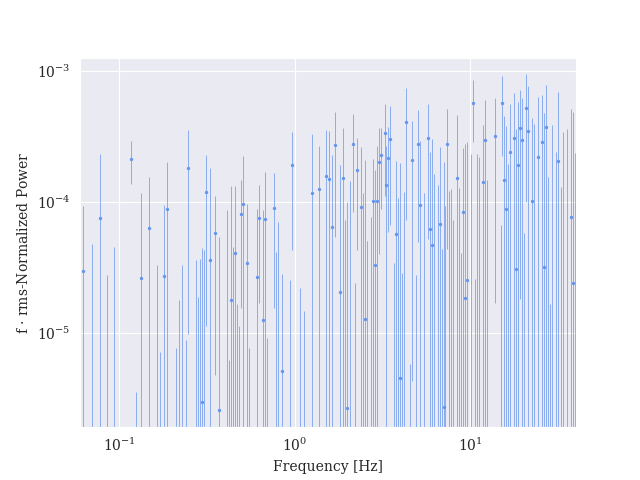 10⁻³
10⁻⁴
10⁻⁵
f · rms-Normalized Power
10⁻¹ 10⁰ 10¹
Frequency [Hz]